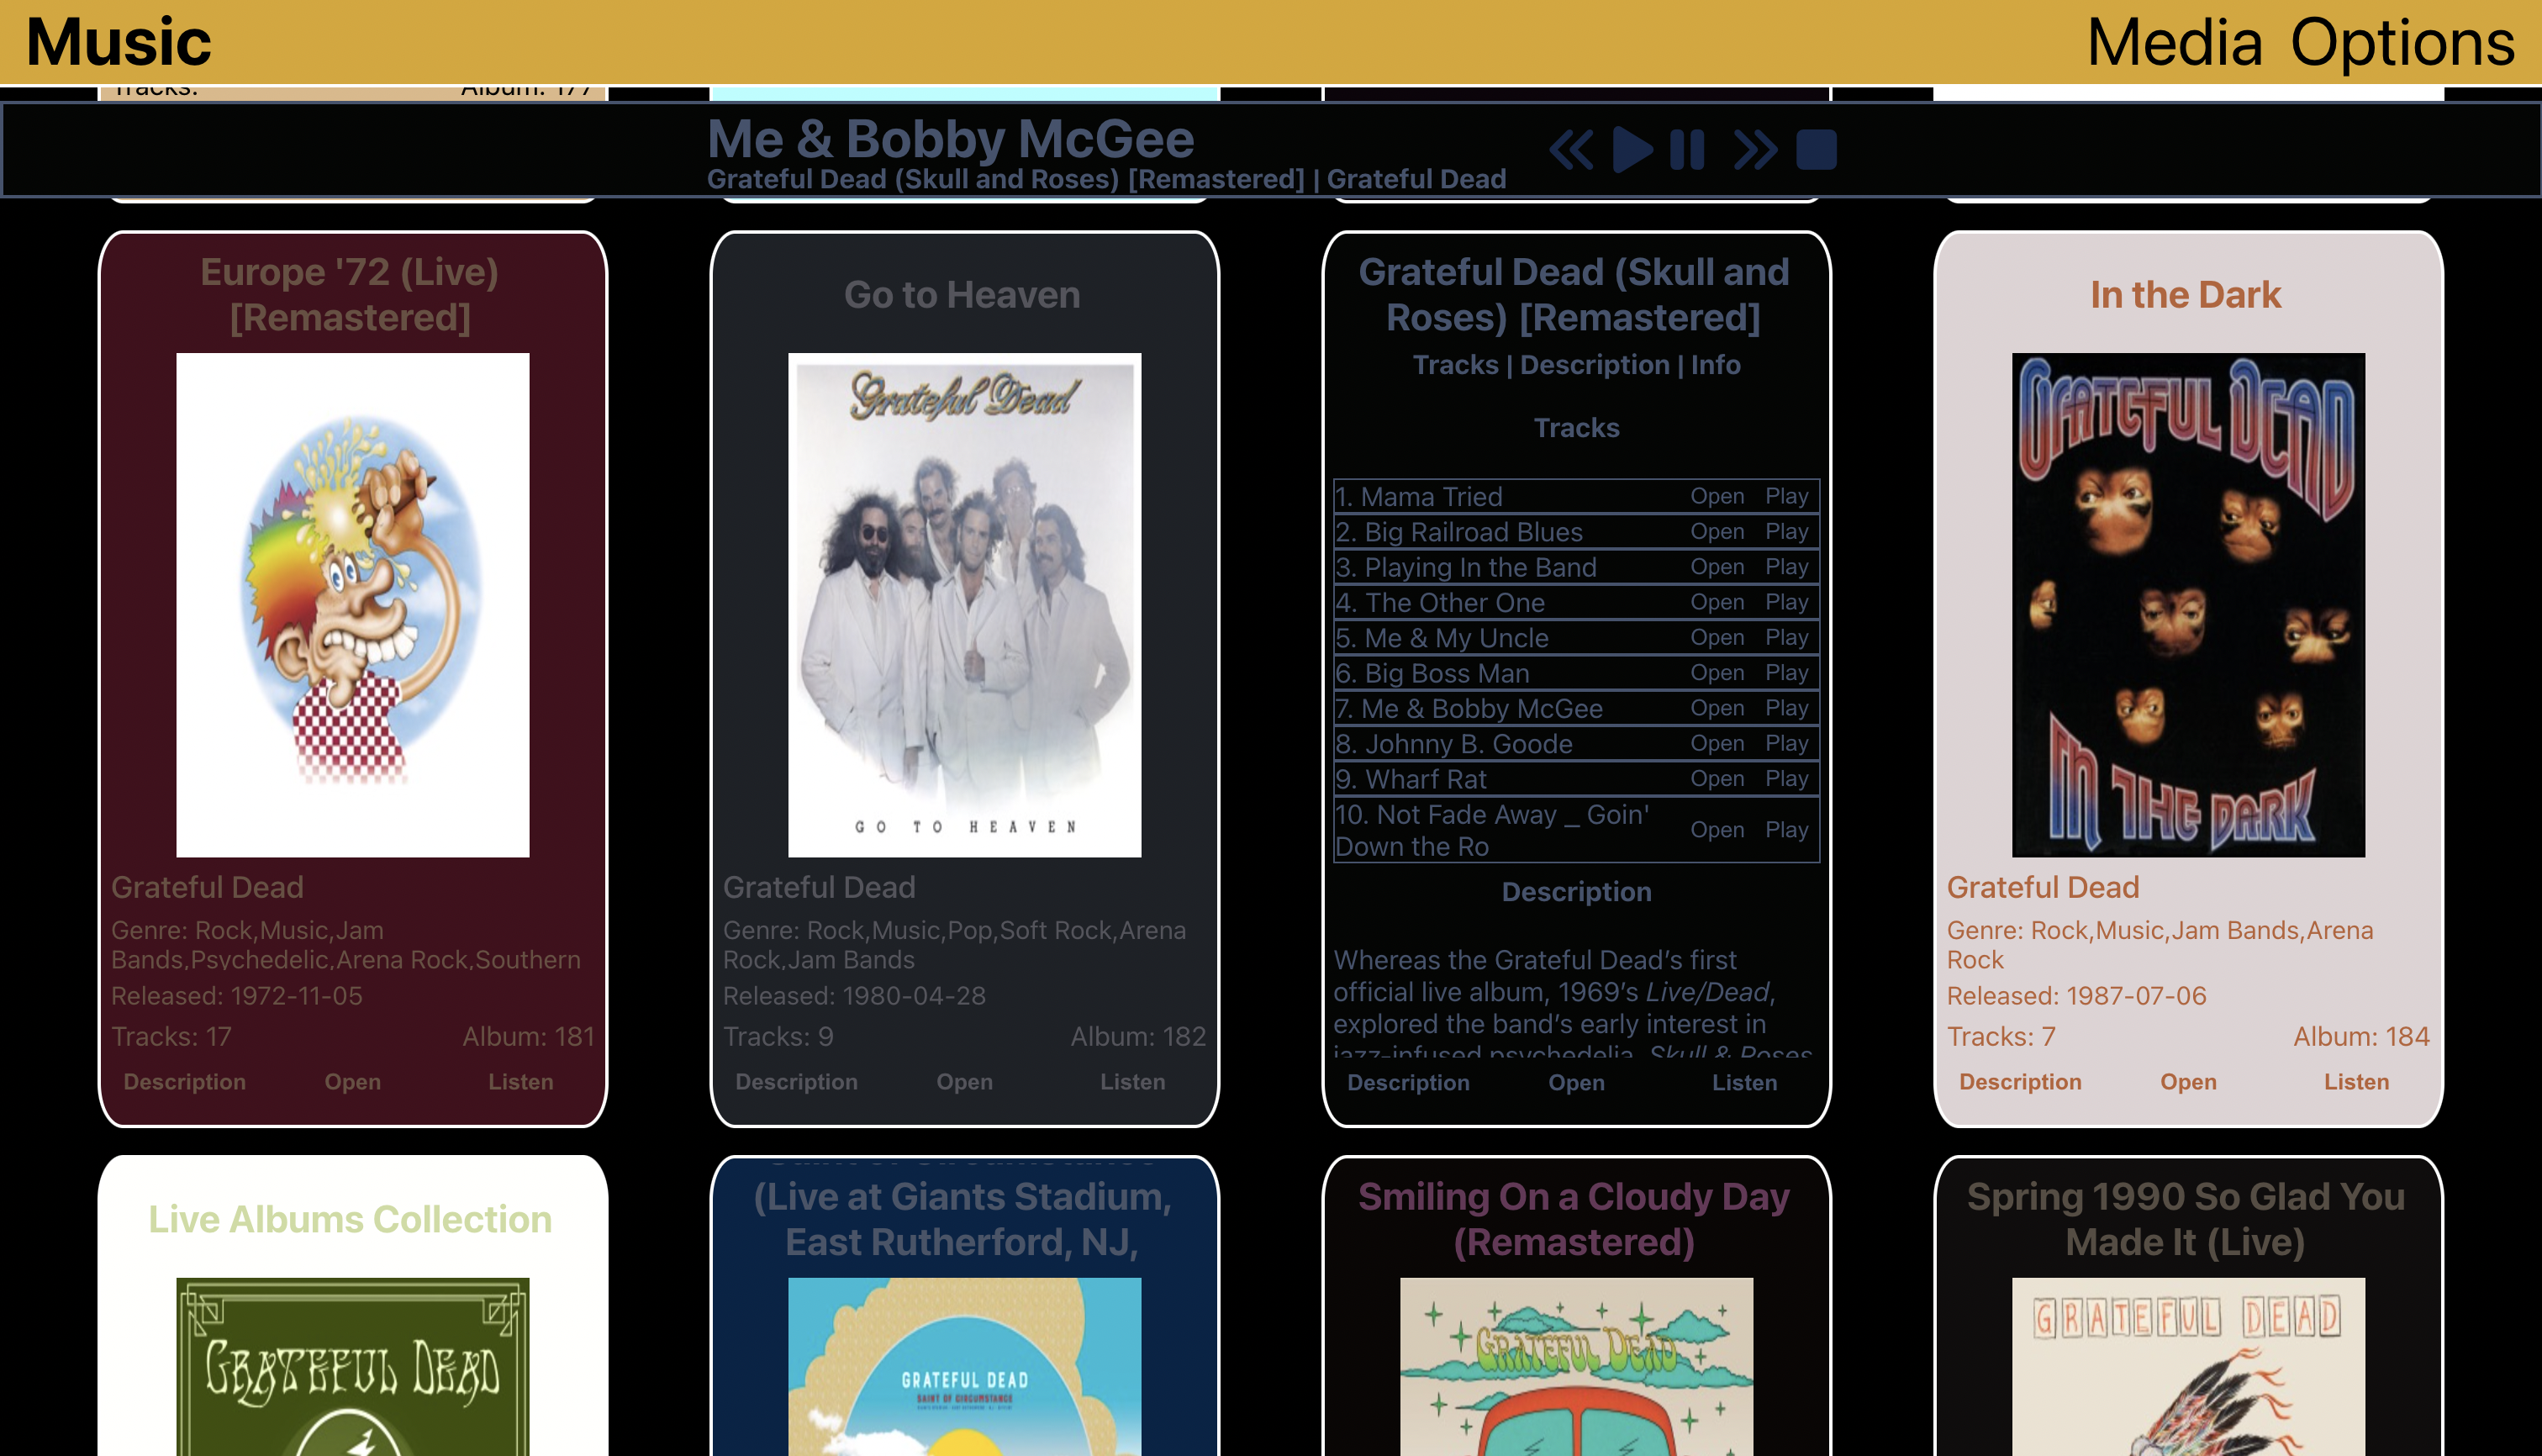 Music
Media Options
Tracks:
Album: 177
Me & Bobby McGee
Grateful Dead (Skull and Roses) [Remastered] | Grateful Dead
Europe '72 (Live)
[Remastered]
Grateful Dead
Genre: Rock,Music,Jam
Bands,Psychedelic,Arena Rock,Southern
Released: 1972-11-05
Tracks: 17
Album: 181
Description
Open
Listen
Go to Heaven
Grateful Dead
GO TO HEAVEN
Grateful Dead
Genre: Rock,Music,Pop,Soft Rock,Arena
Rock,Jam Bands
Released: 1980-04-28
Tracks: 9
Album: 182
Description
Open
Listen
Grateful Dead (Skull and
Roses) [Remastered]
Tracks | Description | Info
Tracks
1. Mama Tried Open Play
2. Big Railroad Blues Open Play
3. Playing In the Band Open Play
4. The Other One Open Play
5. Me & My Uncle Open Play
6. Big Boss Man Open Play
7. Me & Bobby McGee Open Play
8. Johnny B. Goode Open Play
9. Wharf Rat Open Play
10. Not Fade Away _ Goin'
Down the Ro Open Play
Description
Whereas the Grateful Dead’s first
official live album, 1969’s Live/Dead,
explored the band’s early interest in
jazz-infused psychedelia, Skull & Roses
Description
Open
Listen
In the Dark
GRATEFUL DEAD
IN THE DARK
Grateful Dead
Genre: Rock,Music,Jam Bands,Arena
Rock
Released: 1987-07-06
Tracks: 7
Album: 184
Description
Open
Listen
Live Albums Collection
GRATEFUL DEAD
Saint of Circumstance
(Live at Giants Stadium,
East Rutherford, NJ,
GRATEFUL DEAD
SAINT OF CIRCUMSTANCE
Smiling On a Cloudy Day
(Remastered)
GRATEFUL DEAD
Spring 1990 So Glad You
Made It (Live)
GRATEFUL DEAD